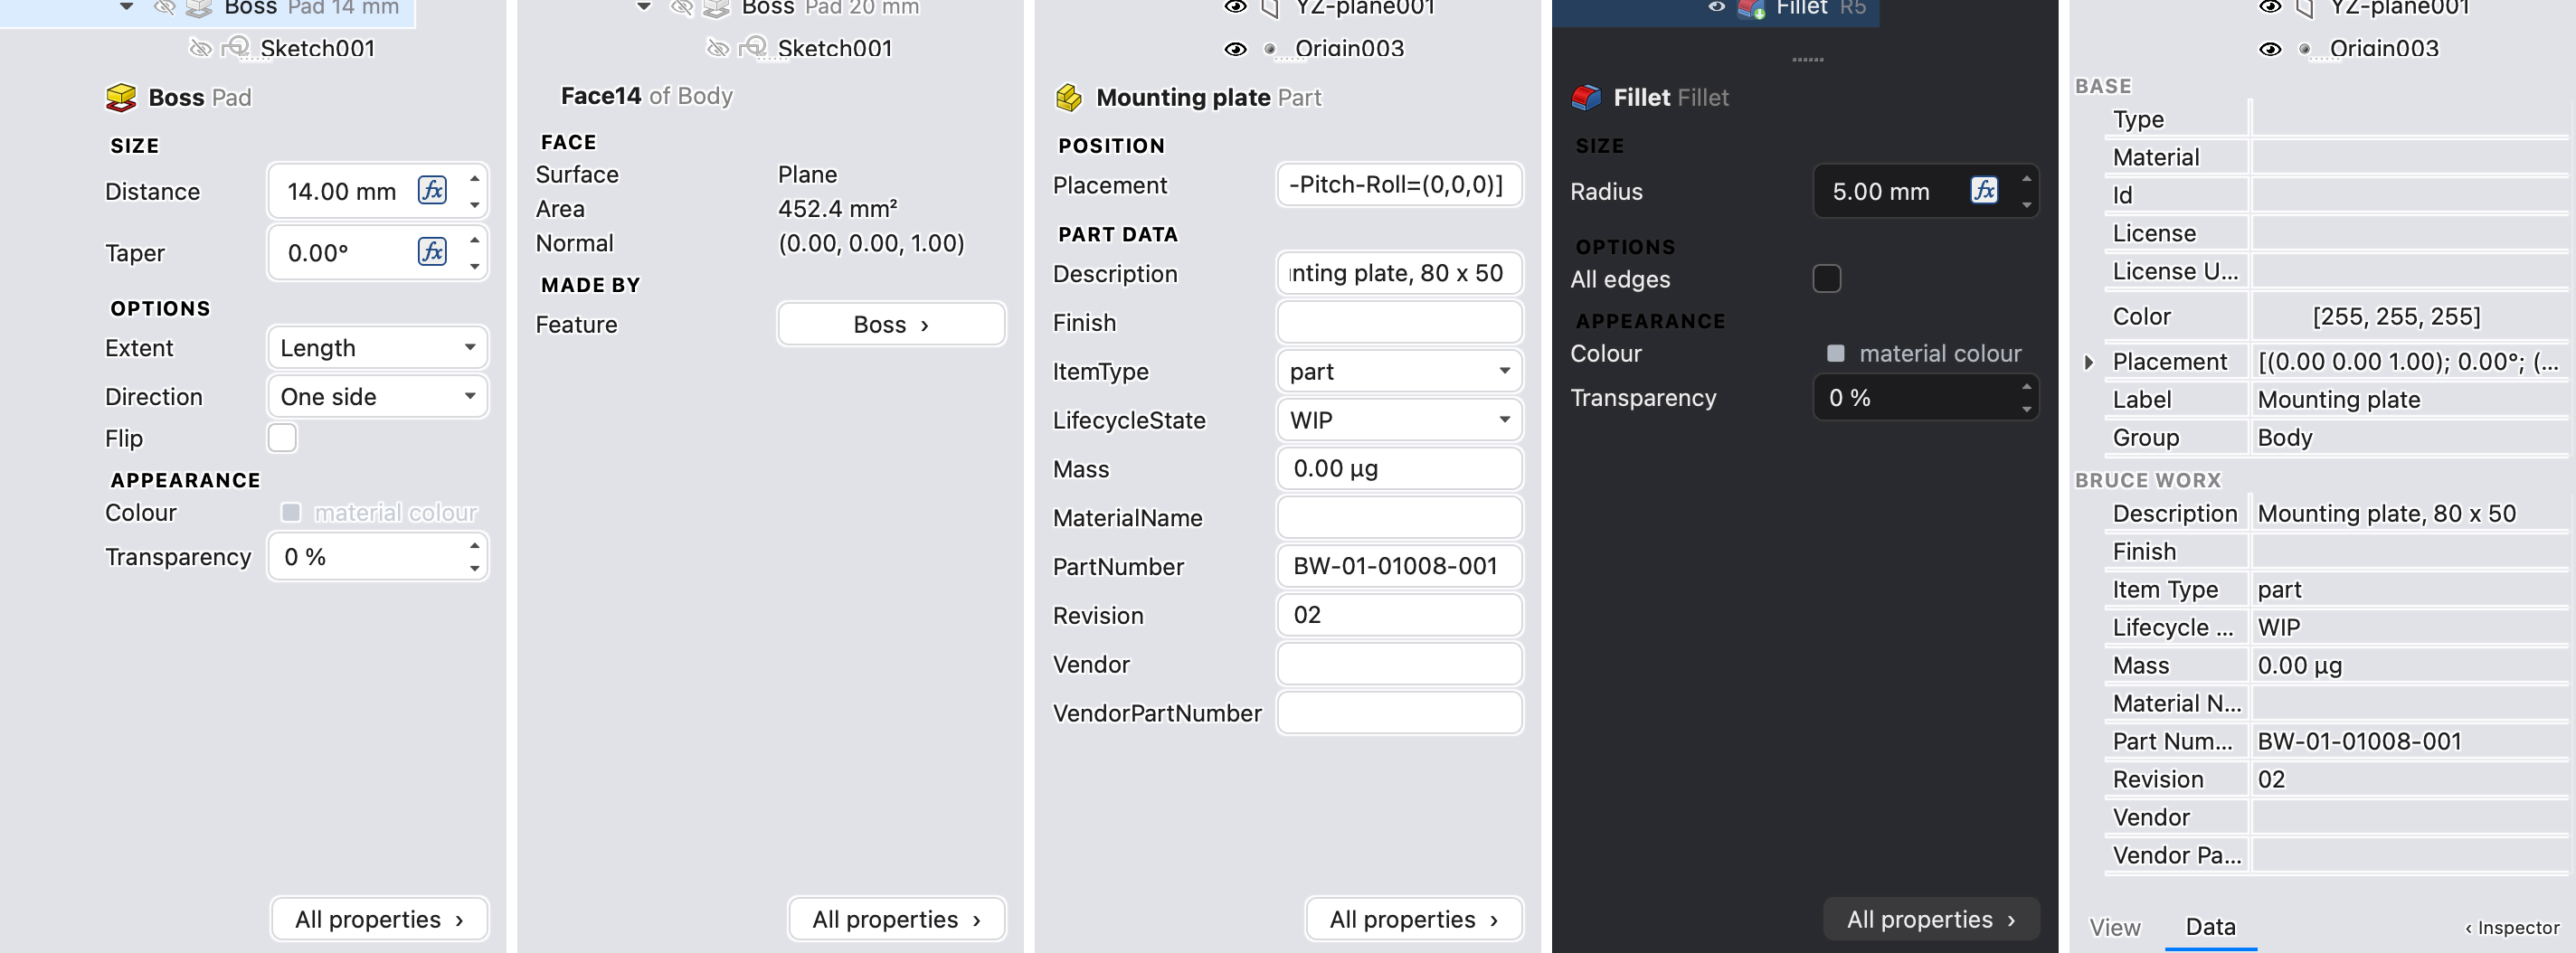 Boss Pad 14 mm
Sketch001
Boss Pad
SIZE
Distance 14.00 mm fx
Taper 0.00° fx
OPTIONS
Extent Length
Direction One side
Flip
APPEARANCE
Colour material colour
Transparency 0 %
All properties ›
Boss Pad 20 mm
Sketch001
Face14 of Body
FACE
Surface Plane
Area 452.4 mm²
Normal (0.00, 0.00, 1.00)
MADE BY
Feature Boss ›
All properties ›
YZ-plane001
Origin003
Mounting plate Part
POSITION
Placement -Pitch-Roll=(0,0,0)]
PART DATA
Description nting plate, 80 x 50
Finish
ItemType part
LifecycleState WIP
Mass 0.00 µg
MaterialName
PartNumber BW-01-01008-001
Revision 02
Vendor
VendorPartNumber
All properties ›
Fillet R5
Fillet Fillet
SIZE
Radius 5.00 mm fx
OPTIONS
All edges
APPEARANCE
Colour material colour
Transparency 0 %
All properties ›
YZ-plane001
Origin003
BASE
Type
Material
Id
License
License U...
Color [255, 255, 255]
Placement [(0.00 0.00 1.00); 0.00°; (...
Label Mounting plate
Group Body
BRUCE WORX
Description Mounting plate, 80 x 50
Finish
Item Type part
Lifecycle ... WIP
Mass 0.00 µg
Material N...
Part Num... BW-01-01008-001
Revision 02
Vendor
Vendor Pa...
View Data ‹ Inspector